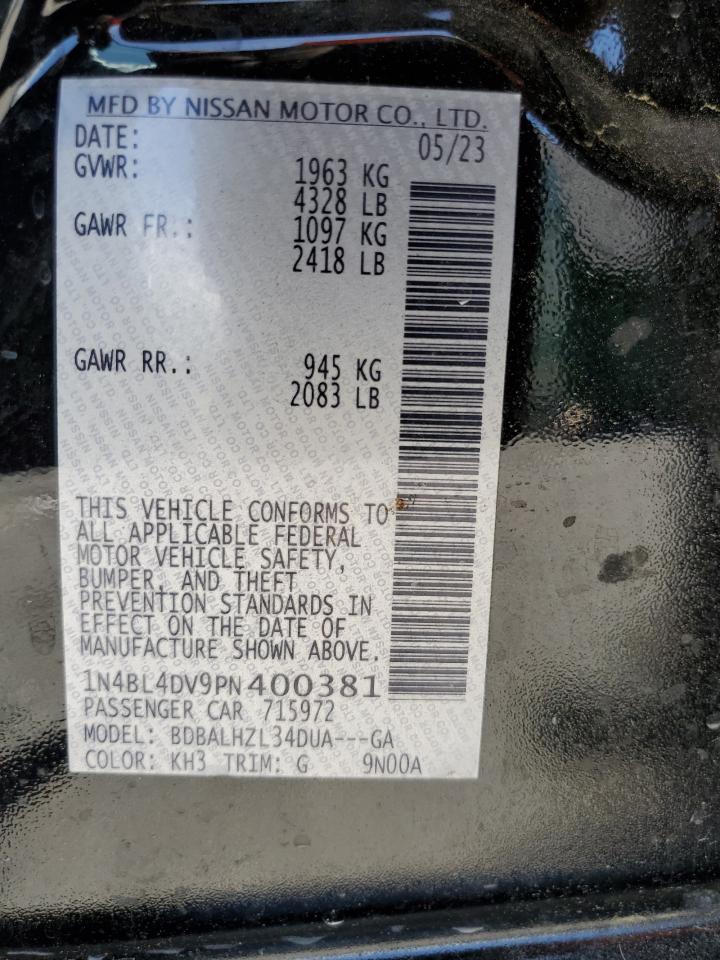 MFD BY NISSAN MOTOR CO., LTD.
DATE: 05/23
GVWR: 1963 KG
4328 LB
GAWR FR.: 1097 KG
2418 LB
GAWR RR.: 945 KG
2083 LB
THIS VEHICLE CONFORMS TO
ALL APPLICABLE FEDERAL
MOTOR VEHICLE SAFETY,
BUMPER, AND THEFT
PREVENTION STANDARDS IN
EFFECT ON THE DATE OF
MANUFACTURE SHOWN ABOVE.
1N4BL4DV9PN400381
PASSENGER CAR 715972
MODEL: BDBALHZL34DUA---GA
COLOR: KH3 TRIM: G 9N00A